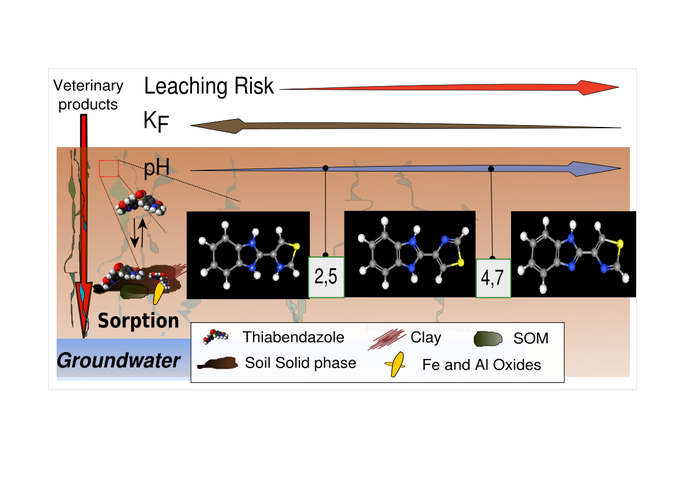 Veterinary
products
Leaching Risk
KF
pH
2,5
4,7
Sorption
Groundwater
Thiabendazole
Clay
SOM
Soil Solid phase
Fe and Al Oxides